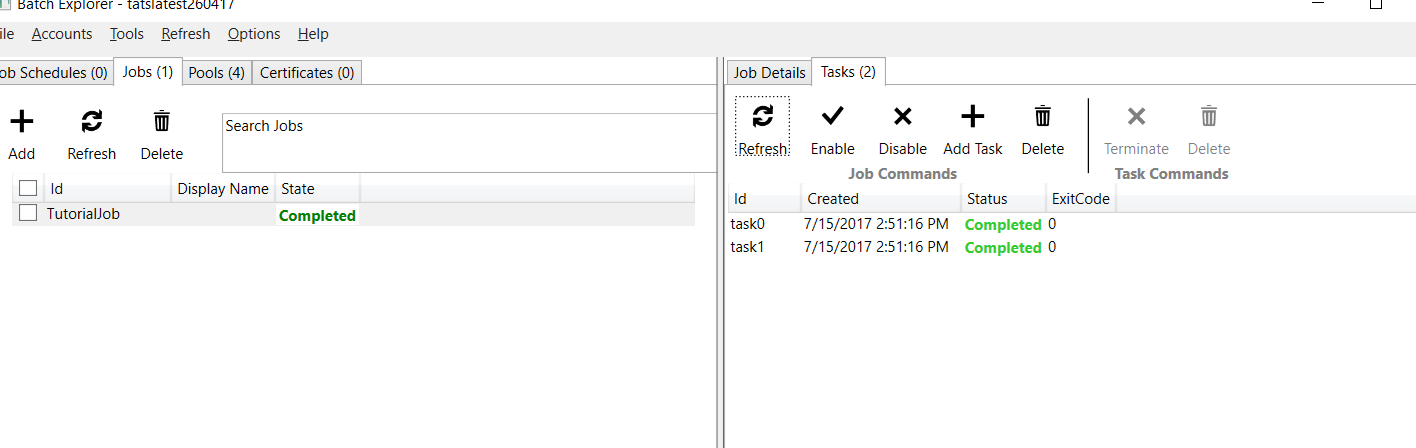 Batch Explorer - tatslatest260417
ile Accounts Tools Refresh Options Help
ob Schedules (0) Jobs (1) Pools (4) Certificates (0)
Add Refresh Delete
Search Jobs
Id Display Name State
TutorialJob Completed
Job Details Tasks (2)
Refresh Enable Disable Add Task Delete Terminate Delete
Job Commands Task Commands
Id Created Status ExitCode
task0 7/15/2017 2:51:16 PM Completed 0
task1 7/15/2017 2:51:16 PM Completed 0